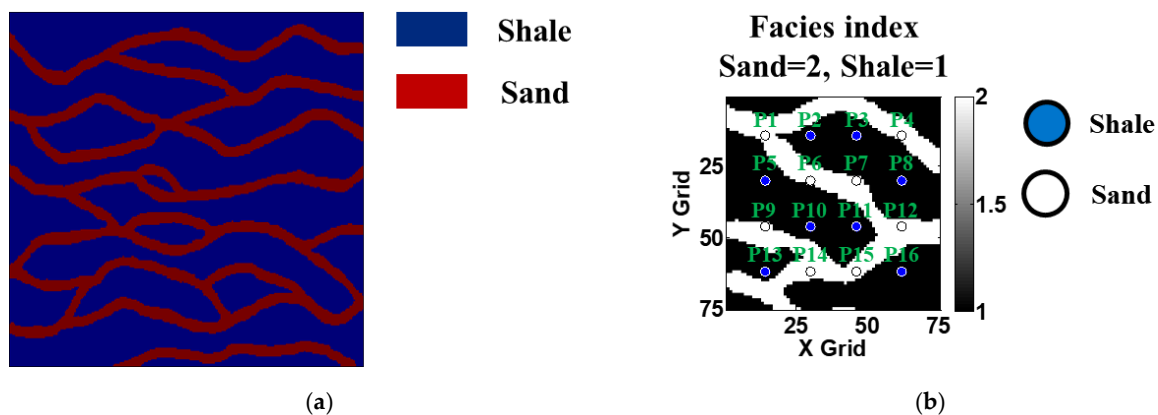 Shale
Sand
(a)
Facies index
Sand=2, Shale=1
P1 P2 P3 P4
P5 P6 P7 P8
P9 P10 P11 P12
P13 P14 P15 P16
25
50
75
Y Grid
25 50 75
X Grid
2
1.5
1
Shale
Sand
(b)